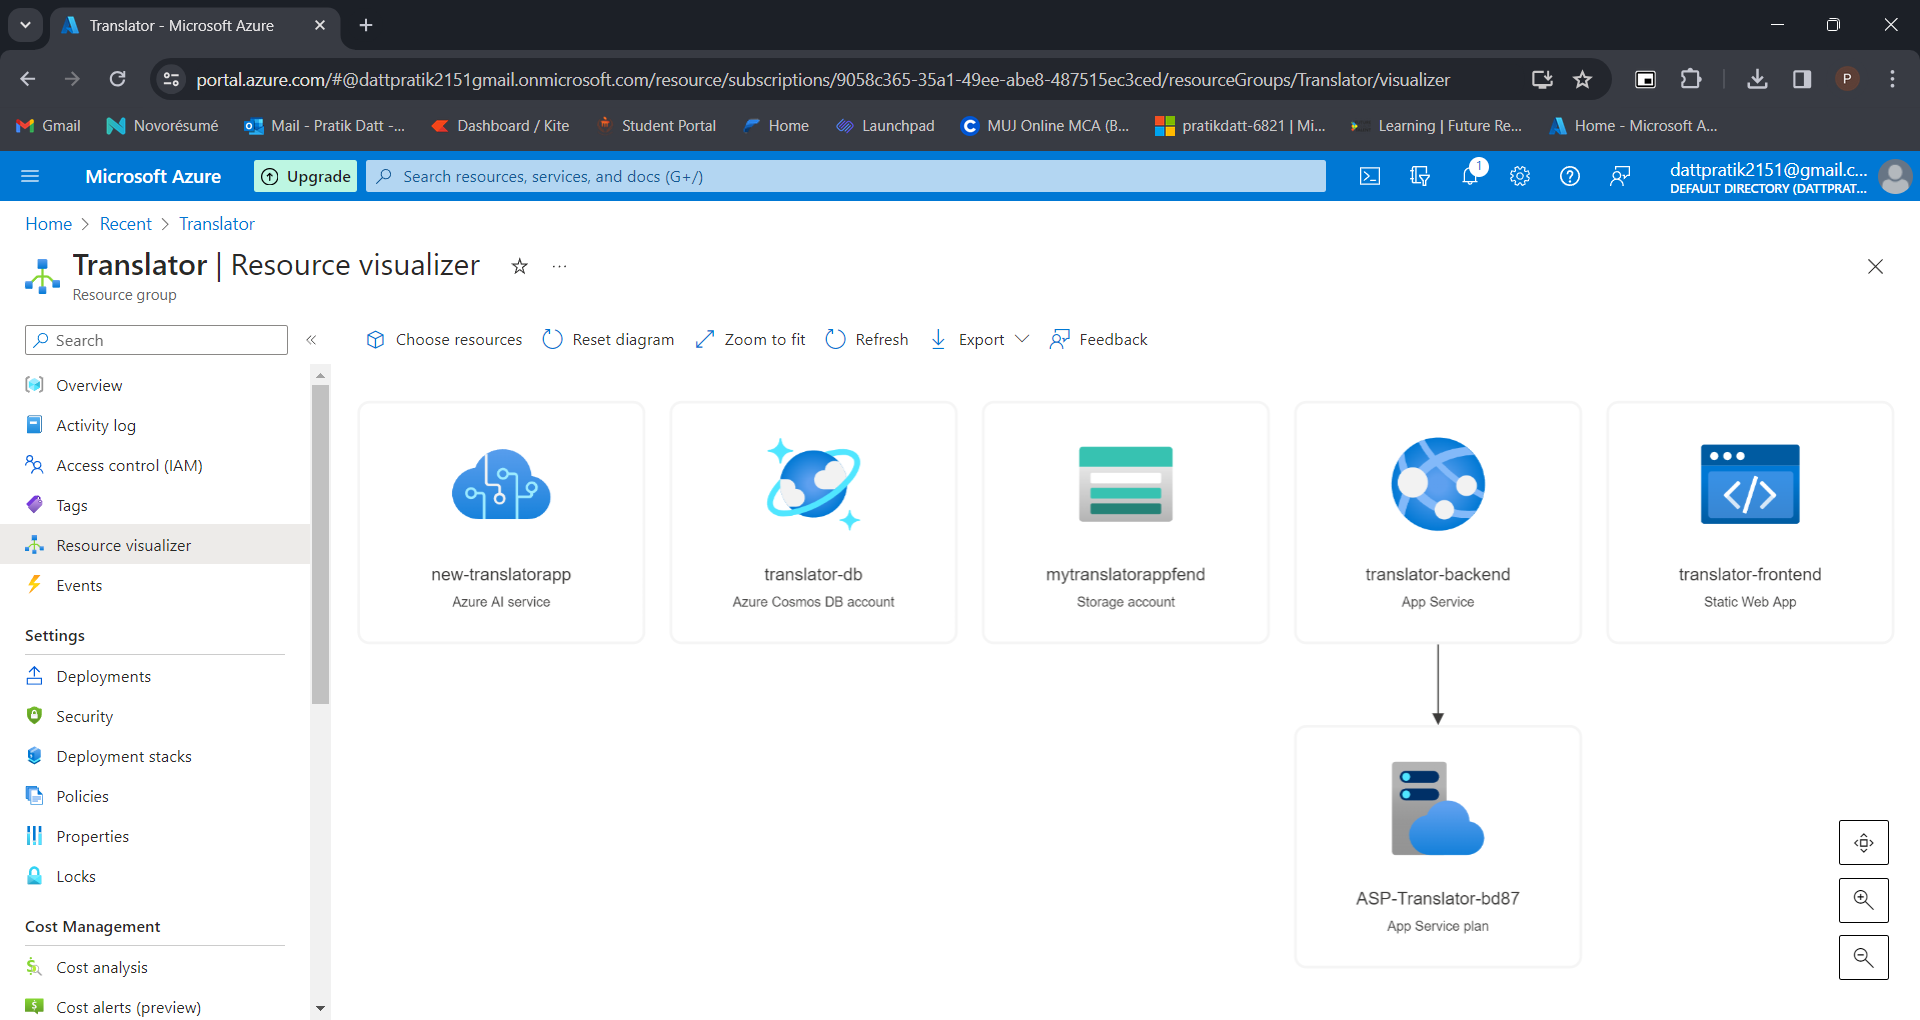 Translator - Microsoft Azure
portal.azure.com/#@dattpratik2151gmail.onmicrosoft.com/resource/subscriptions/9058c365-35a1-49ee-abe8-487515ec3ced/resourceGroups/Translator/visualizer
P
Gmail
Novorésumé
Mail - Pratik Datt -...
Dashboard / Kite
Student Portal
Home
Launchpad
MUJ Online MCA (B...
pratikdatt-6821 | Mi...
Learning | Future Re...
Home - Microsoft A...
Microsoft Azure
Upgrade
Search resources, services, and docs (G+/)
1
dattpratik2151@gmail.c...
DEFAULT DIRECTORY (DATTPRAT...
Home > Recent > Translator
Translator | Resource visualizer
Resource group
Search
Choose resources
Reset diagram
Zoom to fit
Refresh
Export
Feedback
Overview
Activity log
Access control (IAM)
Tags
Resource visualizer
Events
Settings
Deployments
Security
Deployment stacks
Policies
Properties
Locks
Cost Management
Cost analysis
Cost alerts (preview)
new-translatorapp
Azure AI service
translator-db
Azure Cosmos DB account
mytranslatorappfend
Storage account
translator-backend
App Service
translator-frontend
Static Web App
ASP-Translator-bd87
App Service plan